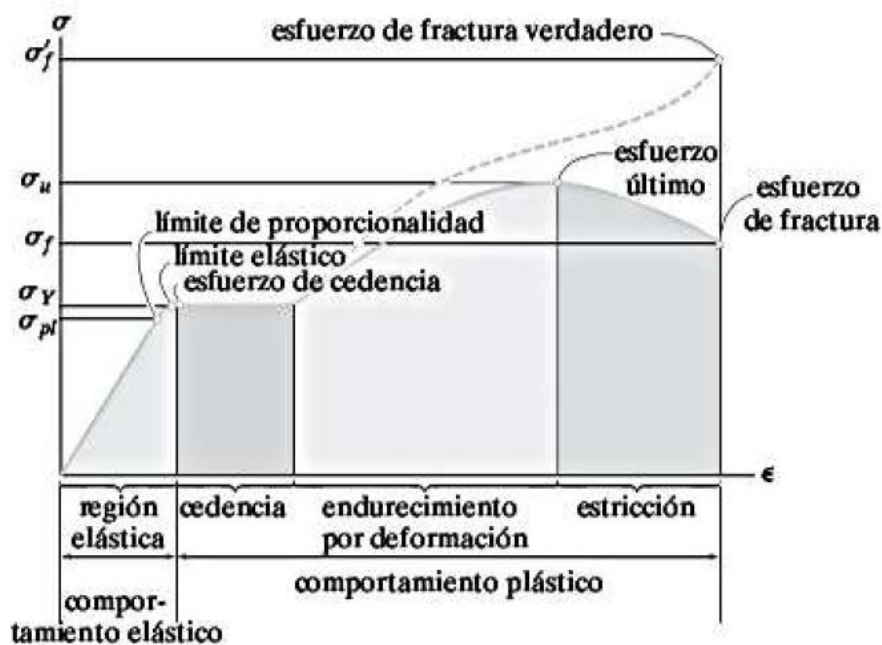 σ
esfuerzo de fractura verdadero
σ'f
σu
esfuerzo
último
esfuerzo
de fractura
límite de proporcionalidad
σf
límite elástico
esfuerzo de cedencia
σY
σpl
ϵ
región
elástica
cedencia
endurecimiento
por deformación
estricción
comportamiento plástico
compor-
tamiento elástico